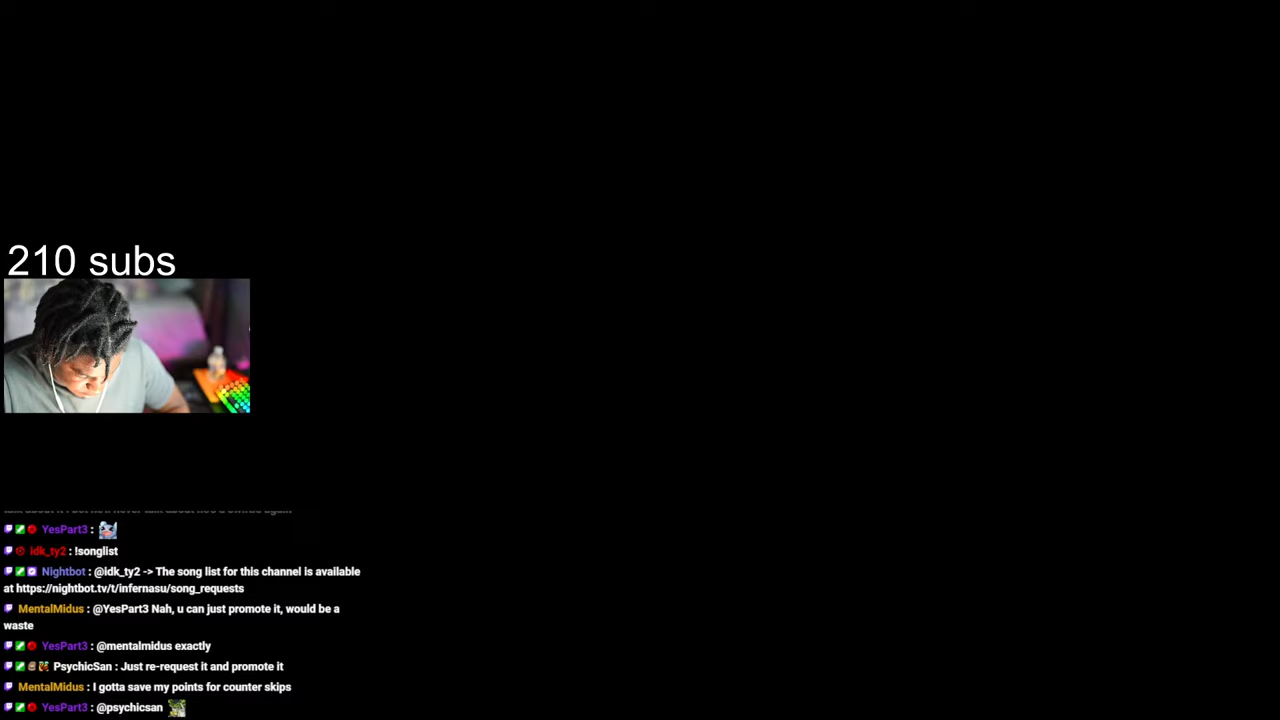 210 subs
YesPart3 :
idk_ty2 : !songlist
Nightbot : @idk_ty2 -> The song list for this channel is available
at https://nightbot.tv/t/infernasu/song_requests
MentalMidus : @YesPart3 Nah, u can just promote it, would be a
waste
YesPart3 : @mentalmidus exactly
PsychicSan : Just re-request it and promote it
MentalMidus : I gotta save my points for counter skips
YesPart3 : @psychicsan